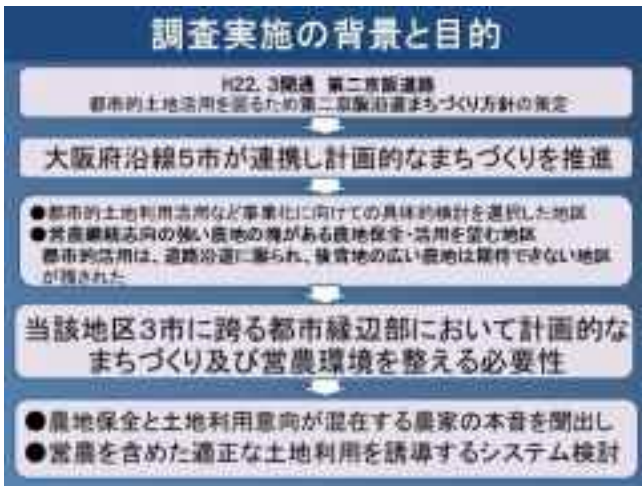 調査実施の背景と目的
H22.3開通 第二京阪道路
都市的土地活用を図るため第二京阪沿道まちづくり方針の策定
大阪府沿線5市が連携し計画的なまちづくりを推進
●都市的土地利用活用など事業化に向けての具体的検討を選択した地区
●営農継続志向の強い農地の塊がある農地保全・活用を望む地区
都市的活用は、道路沿道に限られ、後背地の広い農地は期待できない地区
が残された
当該地区3市に跨る都市縁辺部において計画的な
まちづくり及び営農環境を整える必要性
●農地保全と土地利用意向が混在する農家の本音を聞出し
●営農を含めた適正な土地利用を誘導するシステム検討